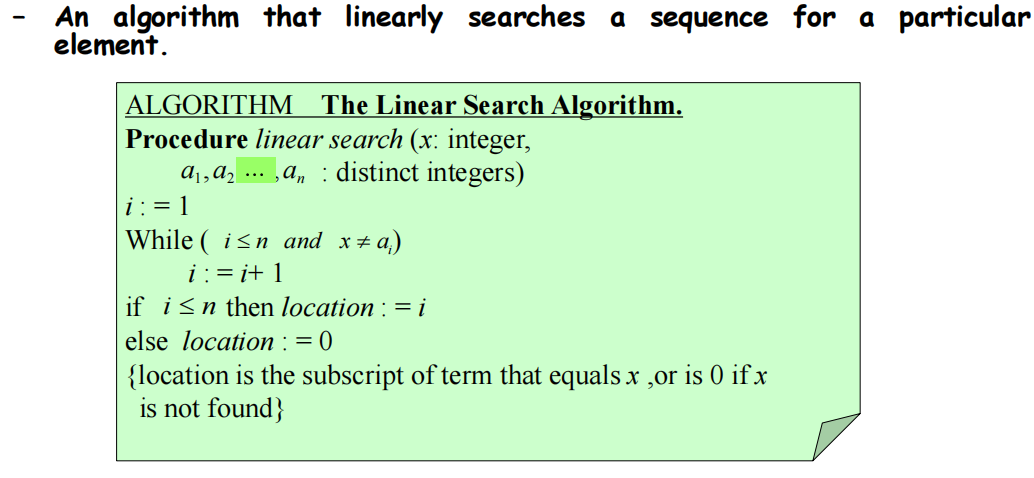 - An algorithm that linearly searches a sequence for a particular
element.
ALGORITHM The Linear Search Algorithm.
Procedure linear search (x: integer,
a₁,a₂ ... ,aₙ : distinct integers)
i : = 1
While ( i ≤ n and x ≠ aᵢ)
i : = i+ 1
if i ≤ n then location : = i
else location : = 0
{location is the subscript of term that equals x ,or is 0 if x
is not found}